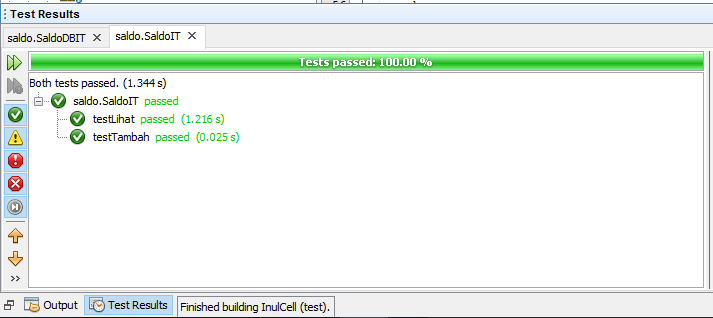 Test Results
saldo.SaldoDBIT
saldo.SaldoIT
Tests passed: 100.00 %
Both tests passed. (1.344 s)
saldo.SaldoIT passed
testLihat passed (1.216 s)
testTambah passed (0.025 s)
>>
Output
Test Results
Finished building InulCell (test).